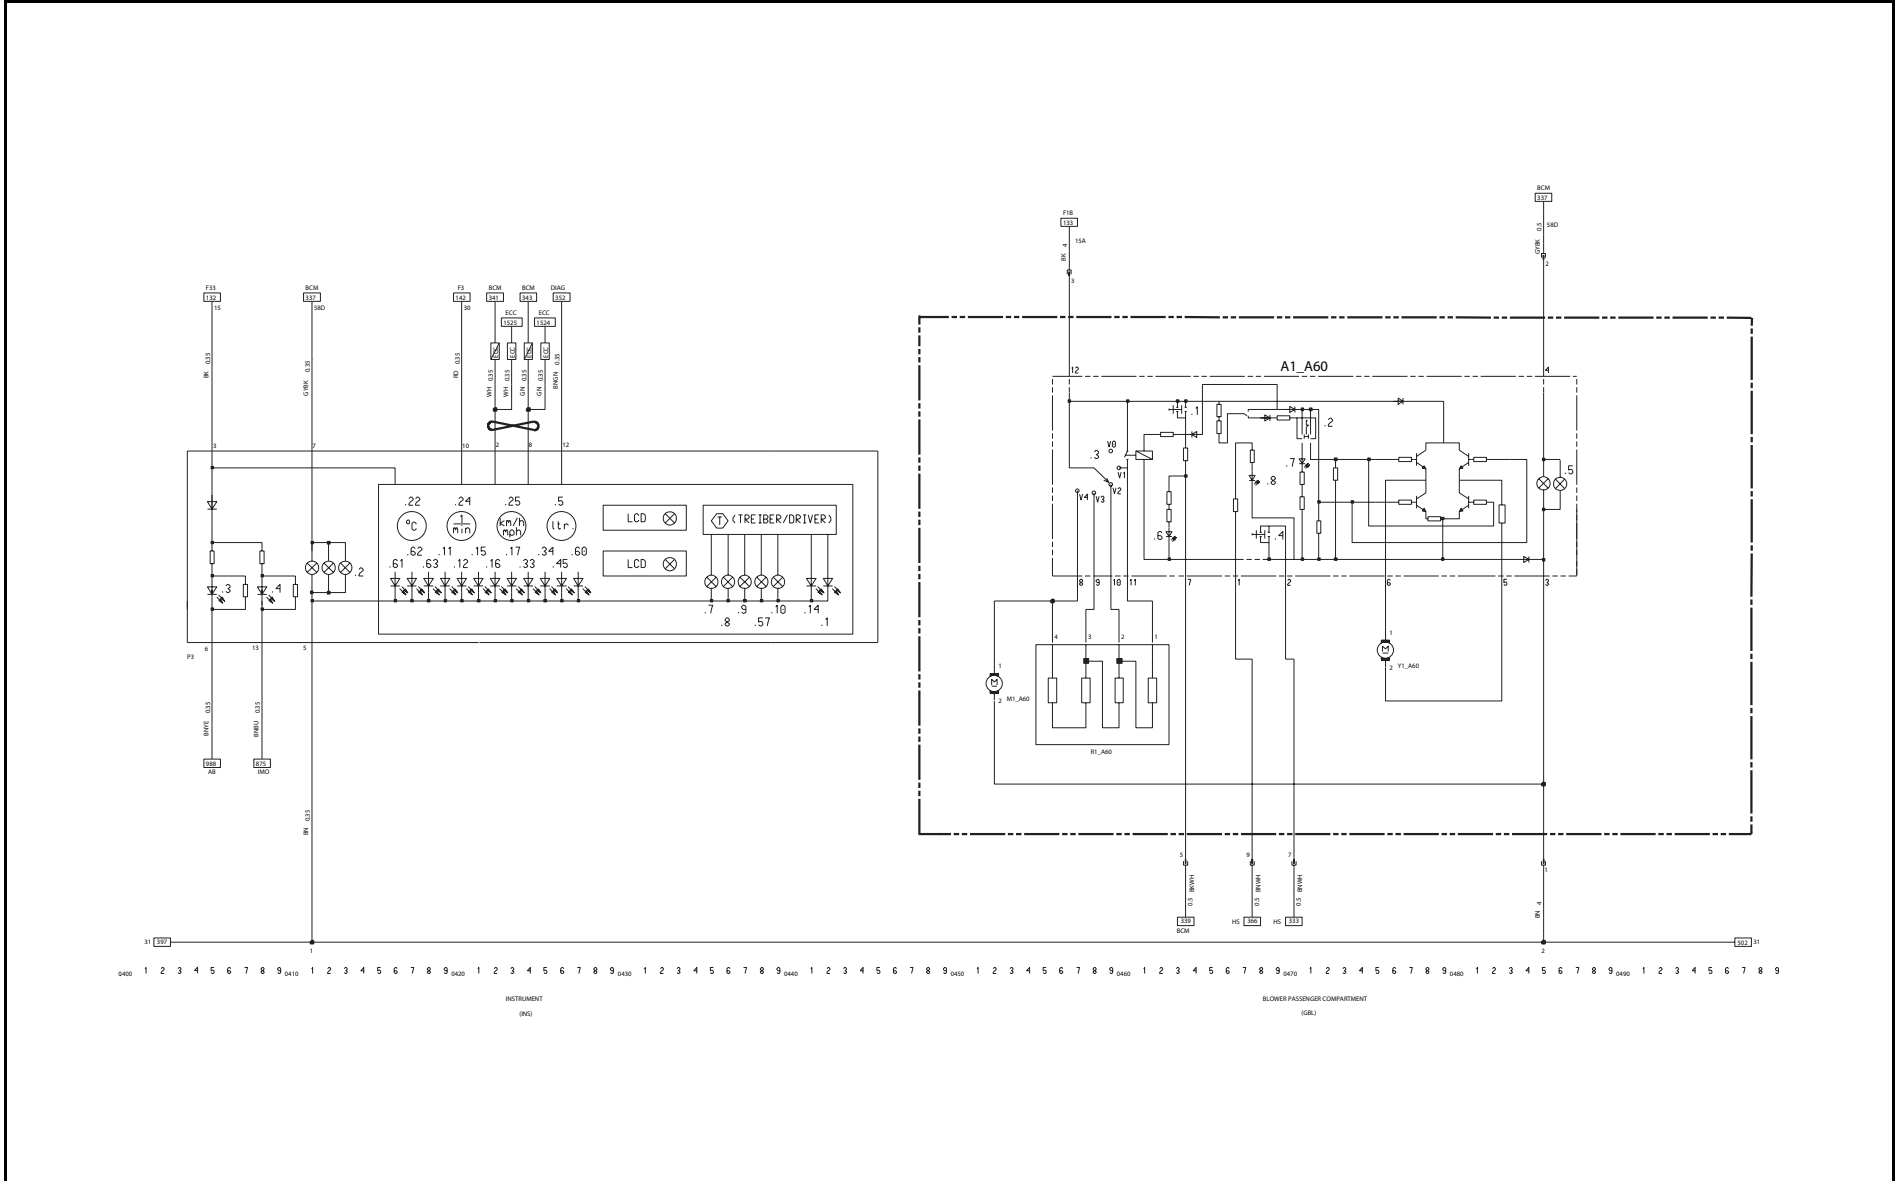 BCM
337
F1B
133
15A
BK 4
3
GYBK 0.5
58D
2
F33
132
15
BCM
337
58D
F3
142
30
BCM
341
BCM
343
DIAG
352
ECC
1525
ECC
1524
ECC
ECC
ECC
ECC
BK 0.35
GYBK 0.35
RD 0.35
WH 0.35
WH 0.35
GN 0.35
GN 0.35
BNGN 0.35
3
7
10
2
8
12
.22
.24
.25
.5
°C
1
min
km/h
mph
ltr.
LCD
LCD
T (TREIBER/DRIVER)
.62 .11 .15 .17 .34 .60
.61 .63 .12 .16 .33 .45
.3
.4
.2
.7 .9 .10 .14
.8 .57 .1
P3
6
13
5
BNYE 0.35
BNBU 0.35
988
AB
875
IMO
BN 0.35
A1_A60
12
4
.1
.2
.3
V0
V1
V2
V3
V4
.7
.8
.6
.4
.5
8 9 10 11 7 1 2 6 5 3
4 3 2 1
1
M
2
M1_A60
R1_A60
1
M
2
Y1_A60
5
9
7
1
0.5 BKWH
0.5 BNWH
0.5 BNWH
BN 4
339
BCM
HS 366
HS 333
31 397
1
2
502 31
0400 1 2 3 4 5 6 7 8 9 0410 1 2 3 4 5 6 7 8 9 0420 1 2 3 4 5 6 7 8 9 0430 1 2 3 4 5 6 7 8 9 0440 1 2 3 4 5 6 7 8 9 0450 1 2 3 4 5 6 7 8 9 0460 1 2 3 4 5 6 7 8 9 0470 1 2 3 4 5 6 7 8 9 0480 1 2 3 4 5 6 7 8 9 0490 1 2 3 4 5 6 7 8 9
INSTRUMENT
(INS)
BLOWER PASSENGER COMPARTMENT
(GBL)